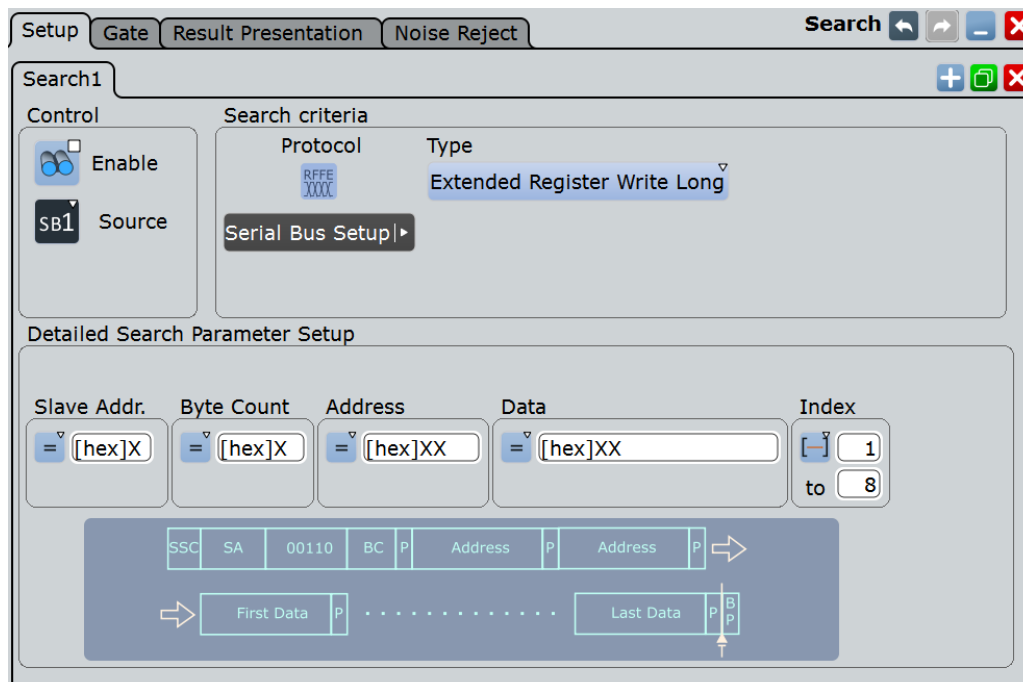 Setup Gate Result Presentation Noise Reject Search
Search1
Control Search criteria
Protocol Type
Enable RFFE Extended Register Write Long
SB1 Source Serial Bus Setup
Detailed Search Parameter Setup
Slave Addr. Byte Count Address Data Index
= [hex]X = [hex]X = [hex]XX = [hex]XX 1
to 8
SSC SA 00110 BC P Address P Address P
First Data P Last Data P BP